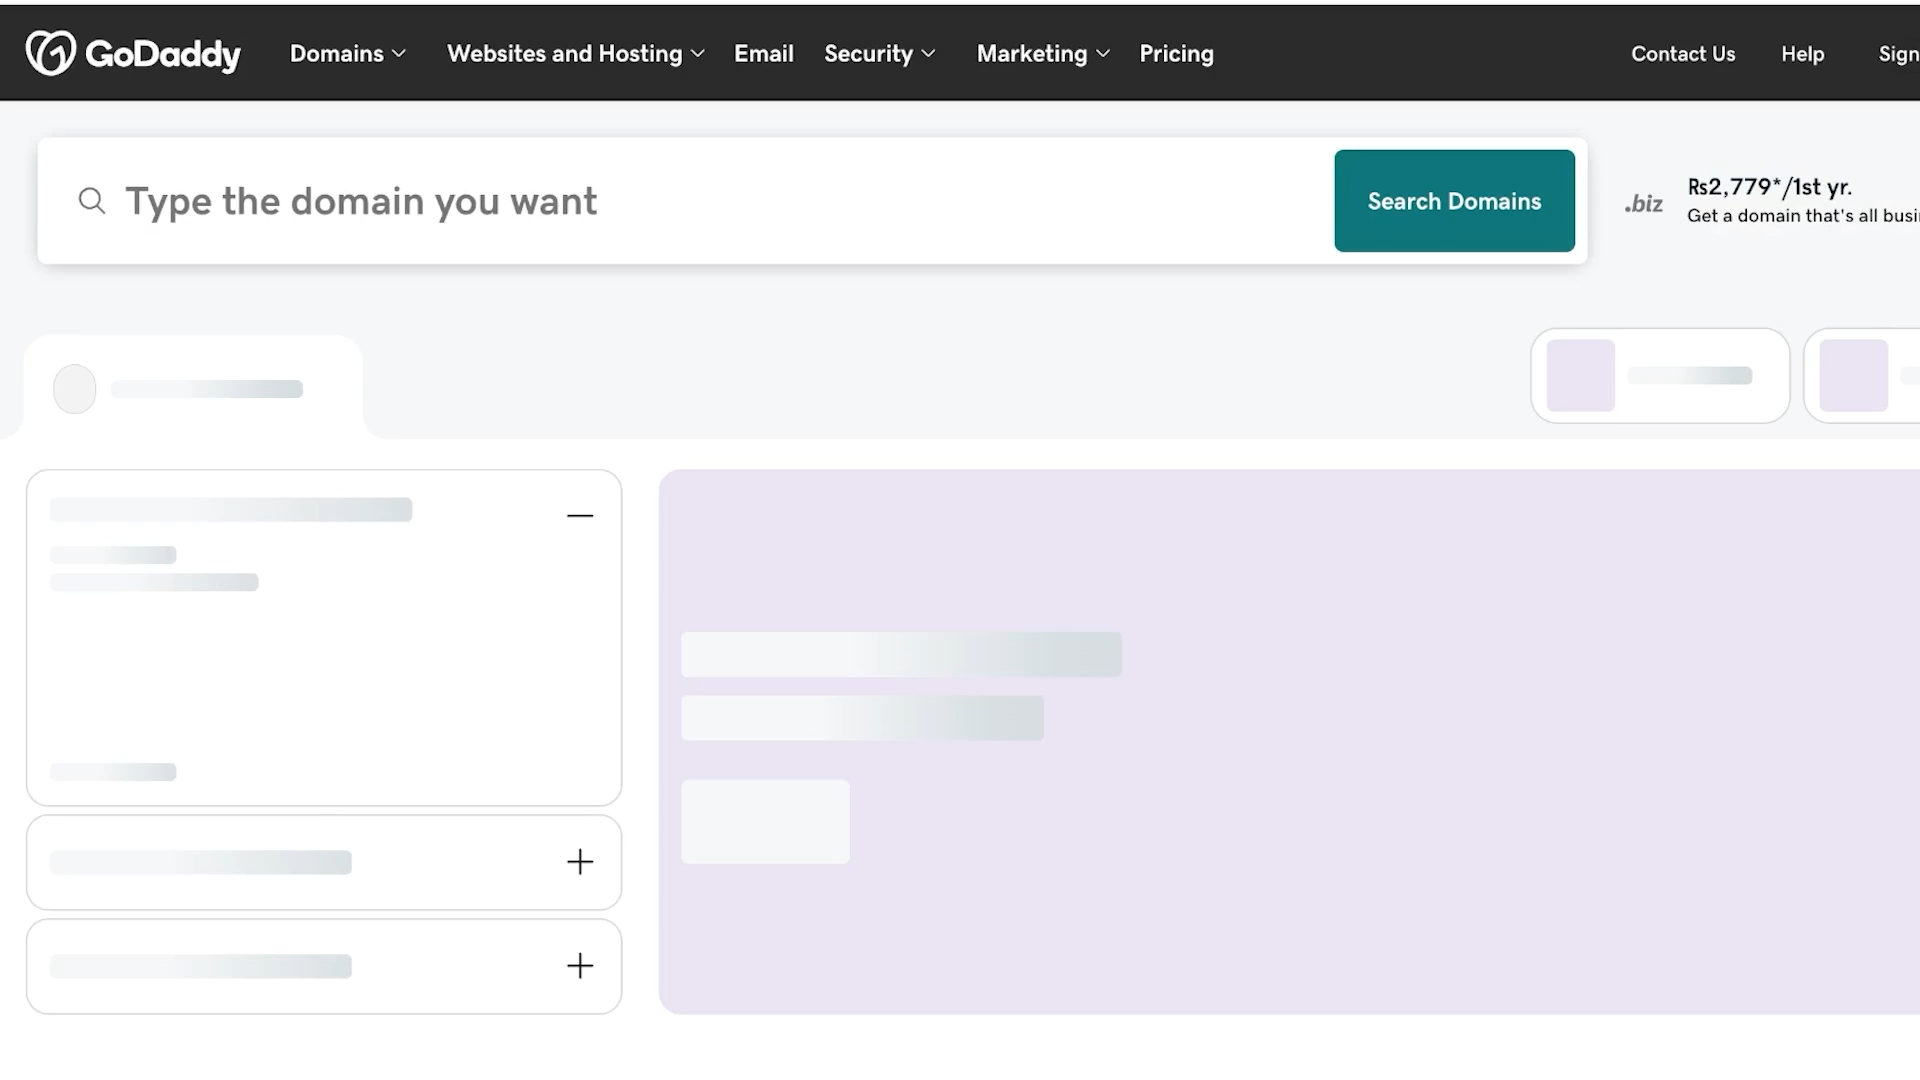 GoDaddy
Domains
Websites and Hosting
Email
Security
Marketing
Pricing
Contact Us
Help
Sign
Type the domain you want
Search Domains
.biz
₨2,779*/1st yr.
Get a domain that's all busi